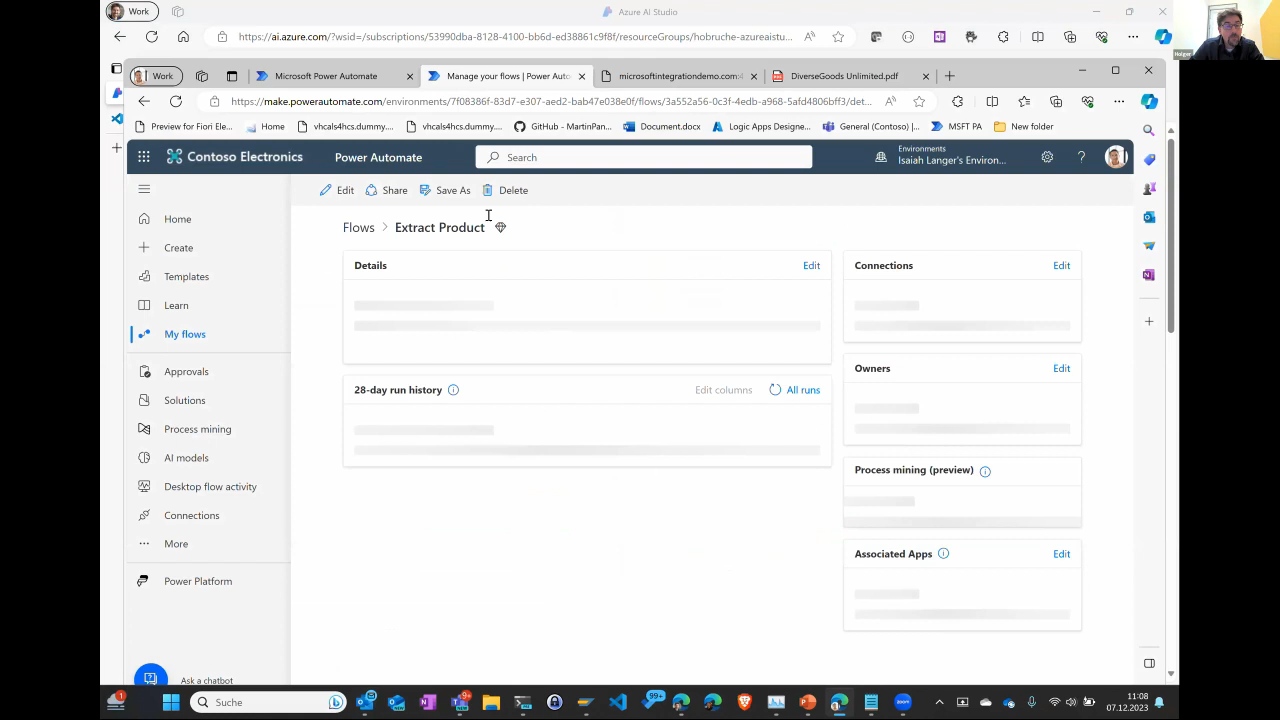 Work
Azure AI Studio
https://ai.azure.com/?wsid=/subscriptions/53990dba-8128-4100-bb6d-ed38861c9f8f/resourceGroups/hobruche-azureaistu...
Holger
Work
Microsoft Power Automate
Manage your flows | Power Auto
microsoftintegrationdemo.com:4
DiverseGoods Unlimited.pdf
https://make.powerautomate.com/environments/7f08386f-83d7-e307-aed2-bab47e038e0f/flows/3a552a56-0c3f-4edb-a968-5afd4806bff3/det...
Preview for Fiori Ele...
Home
vhcals4hcs.dummy....
vhcals4hcs.dummy....
GitHub - MartinPan...
Document.docx
Logic Apps Designe...
General (Contoso) |...
MSFT PA
New folder
Contoso Electronics
Power Automate
Search
Environments
Isaiah Langer's Environ...
Edit
Share
Save As
Delete
Home
Create
Templates
Learn
My flows
Approvals
Solutions
Process mining
AI models
Desktop flow activity
Connections
More
Power Platform
Ask a chatbot
Flows > Extract Product
Details
Edit
28-day run history
Edit columns
All runs
Connections
Edit
Owners
Edit
Process mining (preview)
Associated Apps
Edit
1
Suche
9+
99+
11:08
07.12.2023